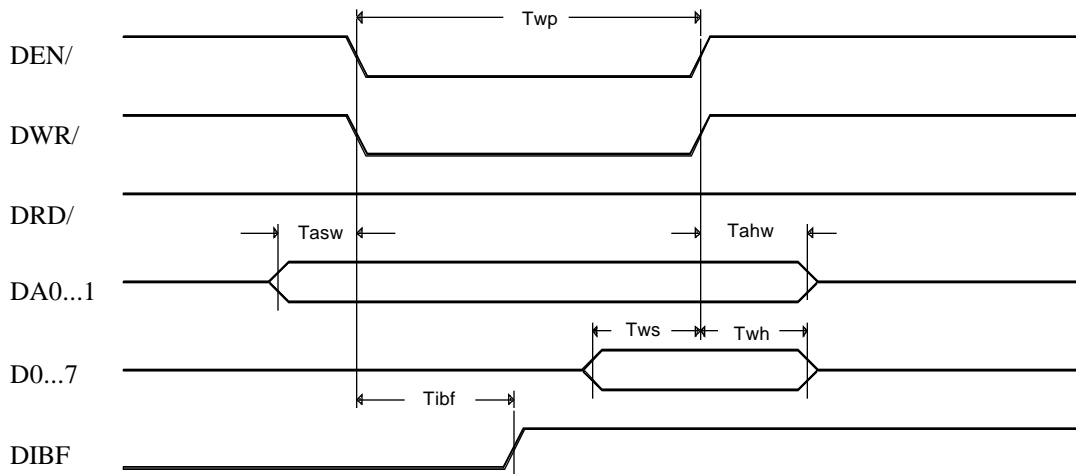 Twp
DEN/
DWR/
DRD/
Tasw Tahw
DA0...1
Tws Twh
D0...7
Tibf
DIBF